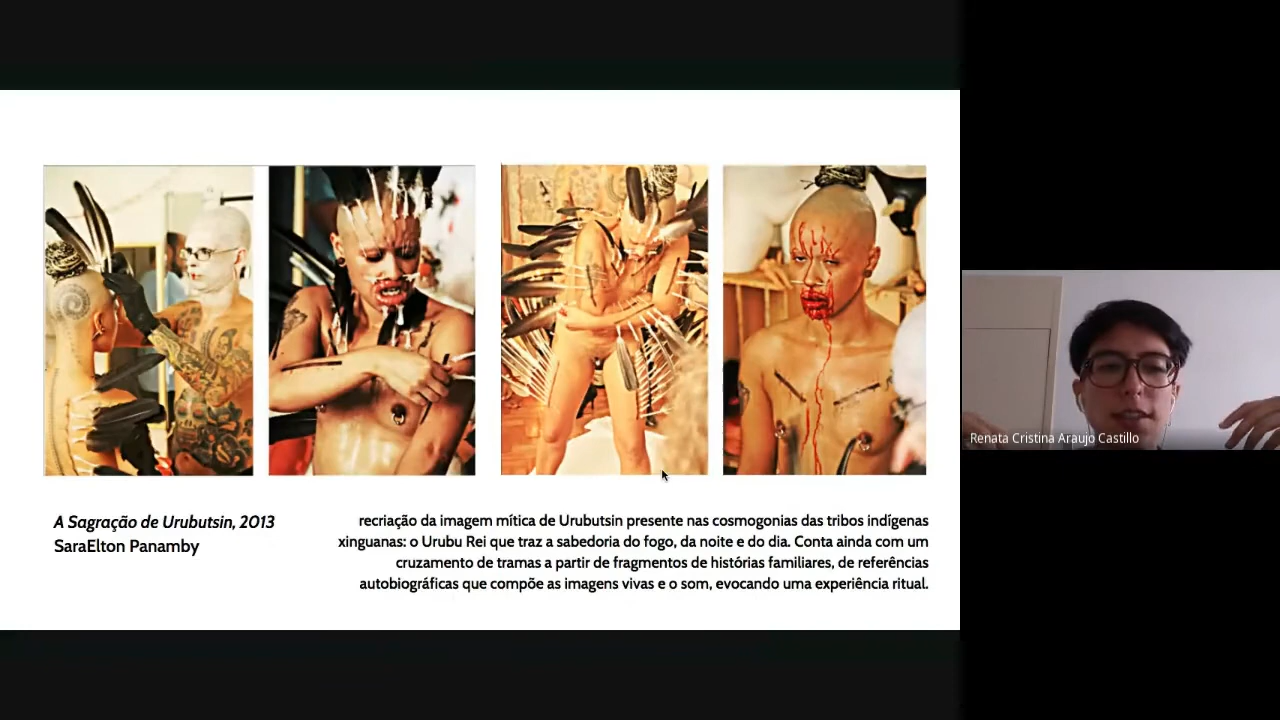 A Sagração de Urubutsin, 2013
SaraElton Panamby
recriação da imagem mítica de Urubutsin presente nas cosmogonias das tribos indígenas
xinguanas: o Urubu Rei que traz a sabedoria do fogo, da noite e do dia. Conta ainda com um
cruzamento de tramas a partir de fragmentos de histórias familiares, de referências
autobiográficas que compõe as imagens vivas e o som, evocando uma experiência ritual.
Renata Cristina Araujo Castillo